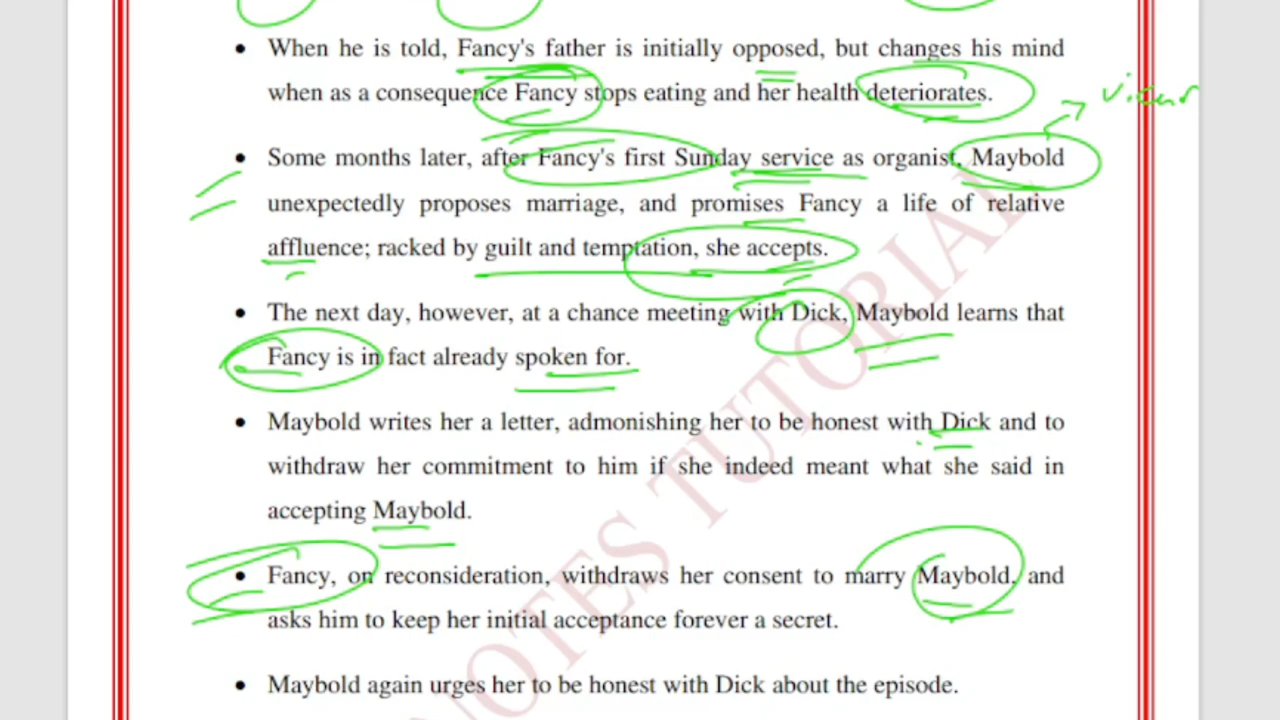 • When he is told, Fancy's father is initially opposed, but changes his mind
when as a consequence Fancy stops eating and her health deteriorates.
vicar
• Some months later, after Fancy's first Sunday service as organist, Maybold
unexpectedly proposes marriage, and promises Fancy a life of relative
affluence; racked by guilt and temptation, she accepts.
• The next day, however, at a chance meeting with Dick, Maybold learns that
Fancy is in fact already spoken for.
• Maybold writes her a letter, admonishing her to be honest with Dick and to
withdraw her commitment to him if she indeed meant what she said in
accepting Maybold.
• Fancy, on reconsideration, withdraws her consent to marry Maybold, and
asks him to keep her initial acceptance forever a secret.
• Maybold again urges her to be honest with Dick about the episode.
NOTES TUTORIAL